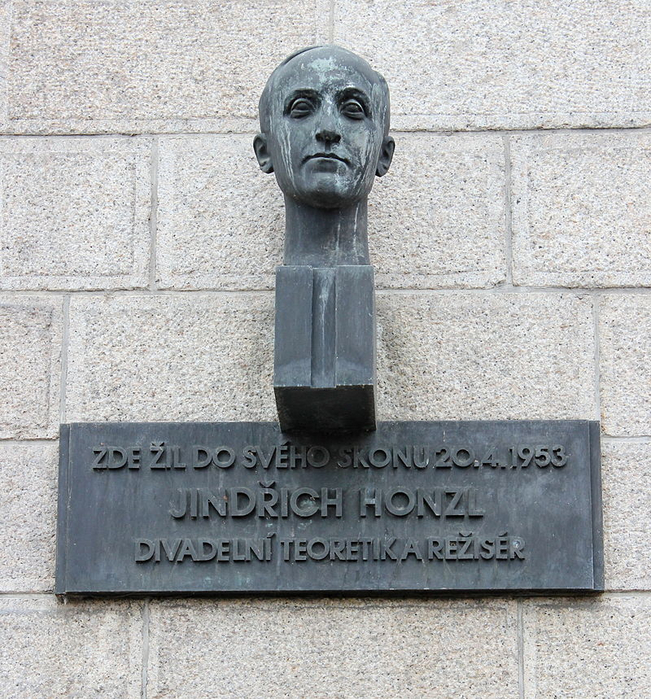 ZDE ŽIL DO SVÉHO SKONU 20.4.1953
JINDŘICH HONZL
DIVADELNÍ TEORETIK A REŽISÉR